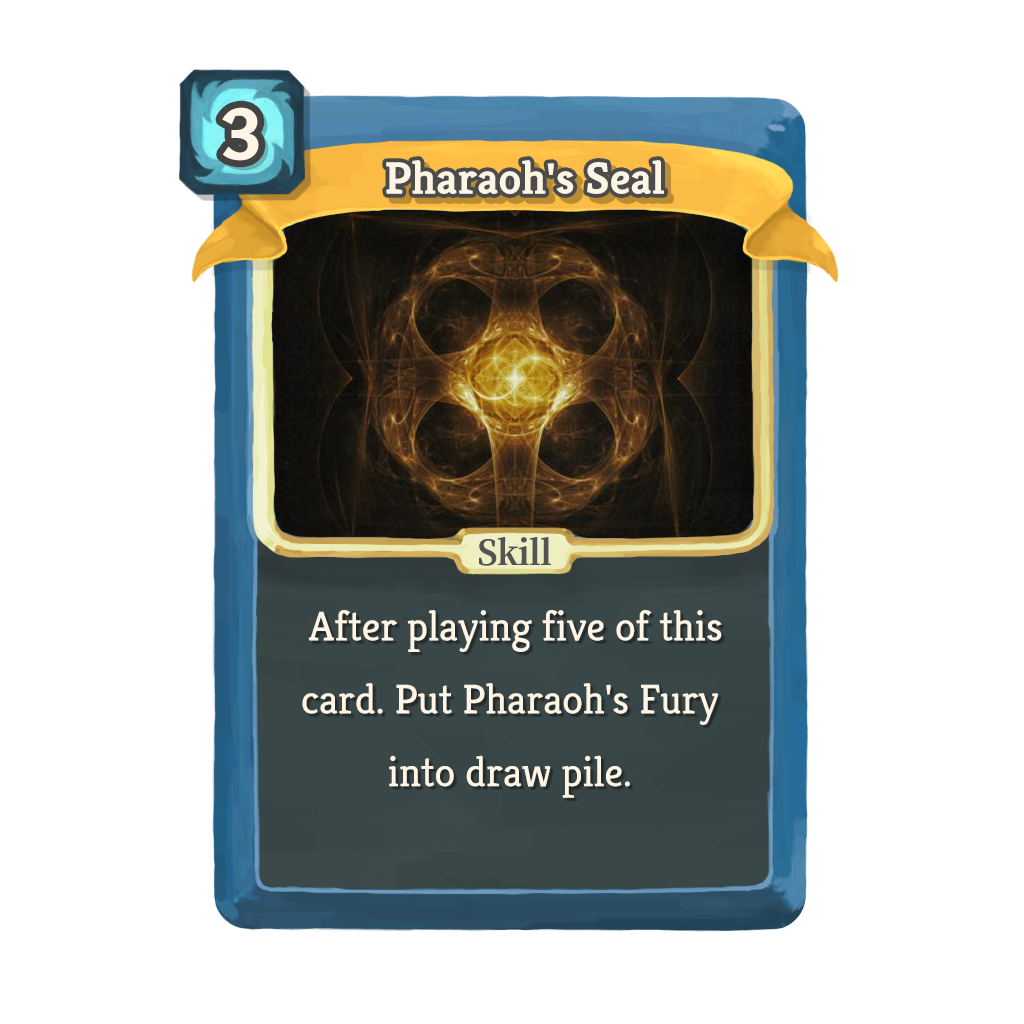 3
Pharaoh's Seal
Skill
After playing five of this
card. Put Pharaoh's Fury
into draw pile.